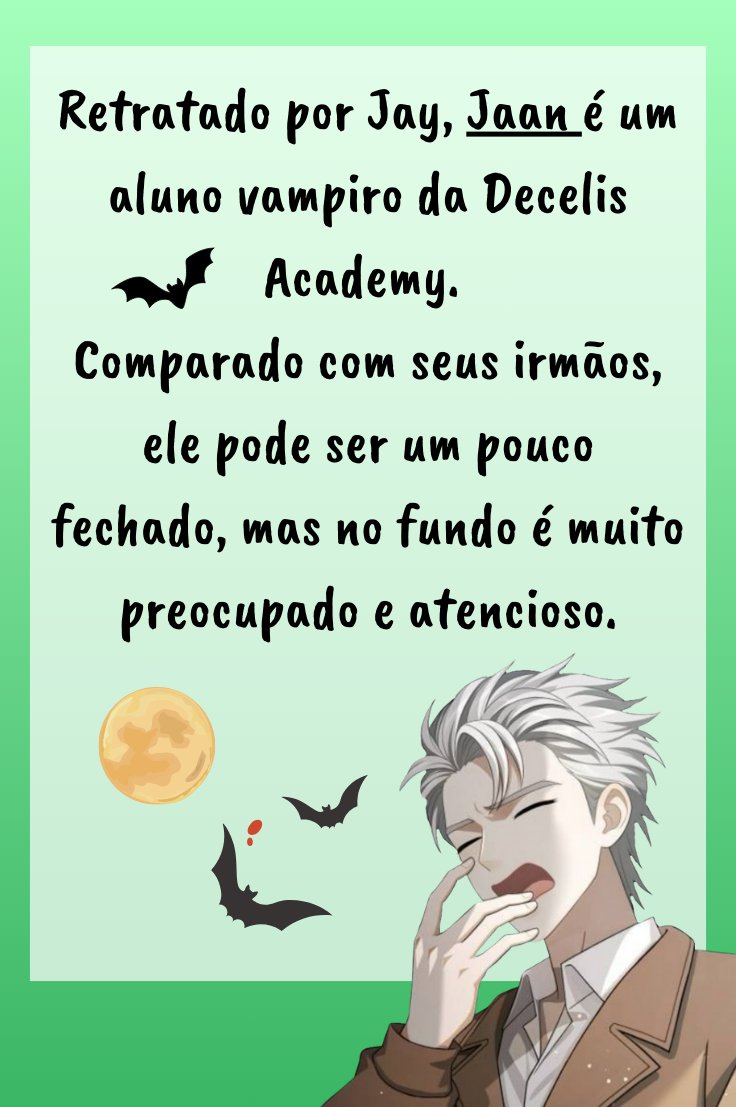 Retratado por Jay, Jaan é um
aluno vampiro da Decelis
Academy.
Comparado com seus irmãos,
ele pode ser um pouco
fechado, mas no fundo é muito
preocupado e atencioso.